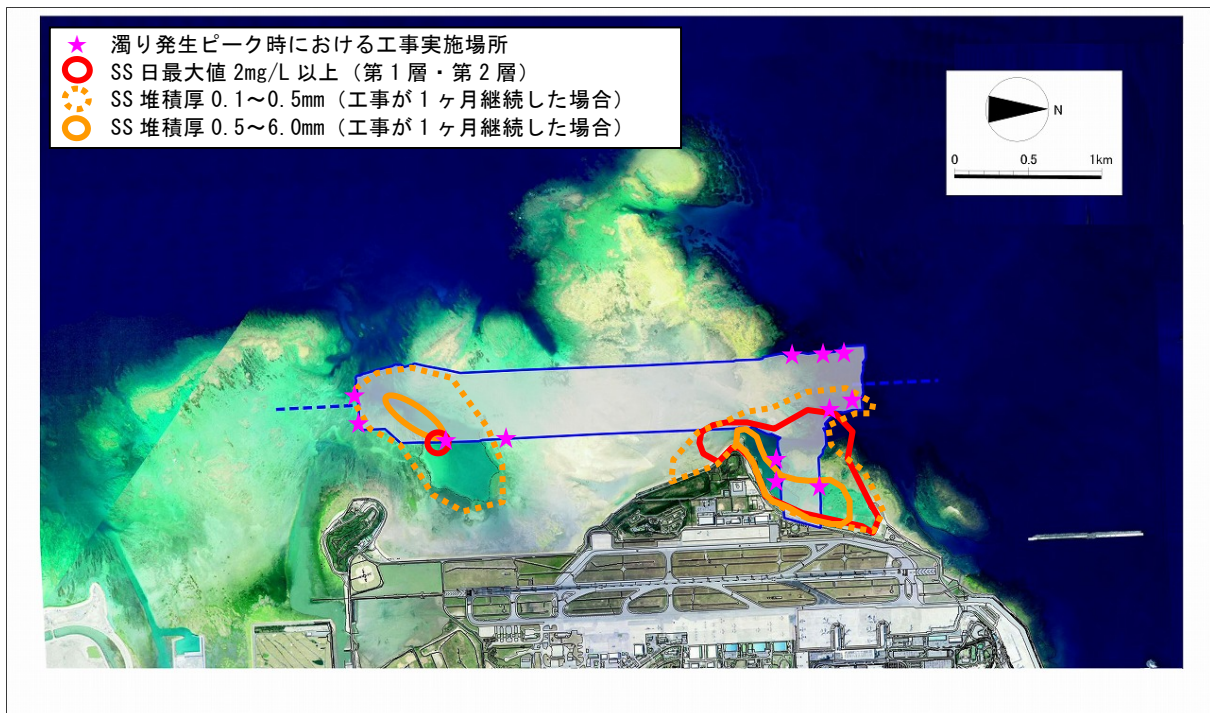 濁り発生ピーク時における工事実施場所
SS 日最大値 2mg/L 以上（第1層・第2層）
SS 堆積厚 0.1～0.5mm（工事が1ヶ月継続した場合）
SS 堆積厚 0.5～6.0mm（工事が1ヶ月継続した場合）
N
0 0.5 1km